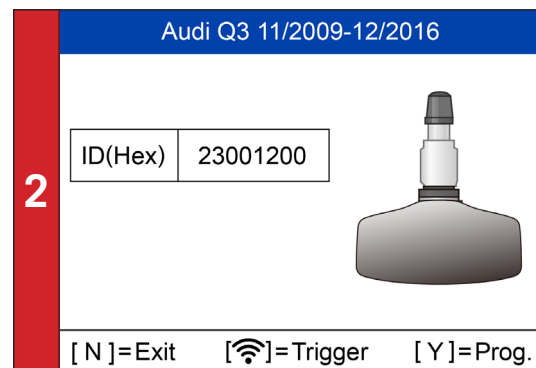 Audi Q3 11/2009-12/2016
ID(Hex) 23001200
2
[ N ]=Exit []=Trigger [ Y ]=Prog.